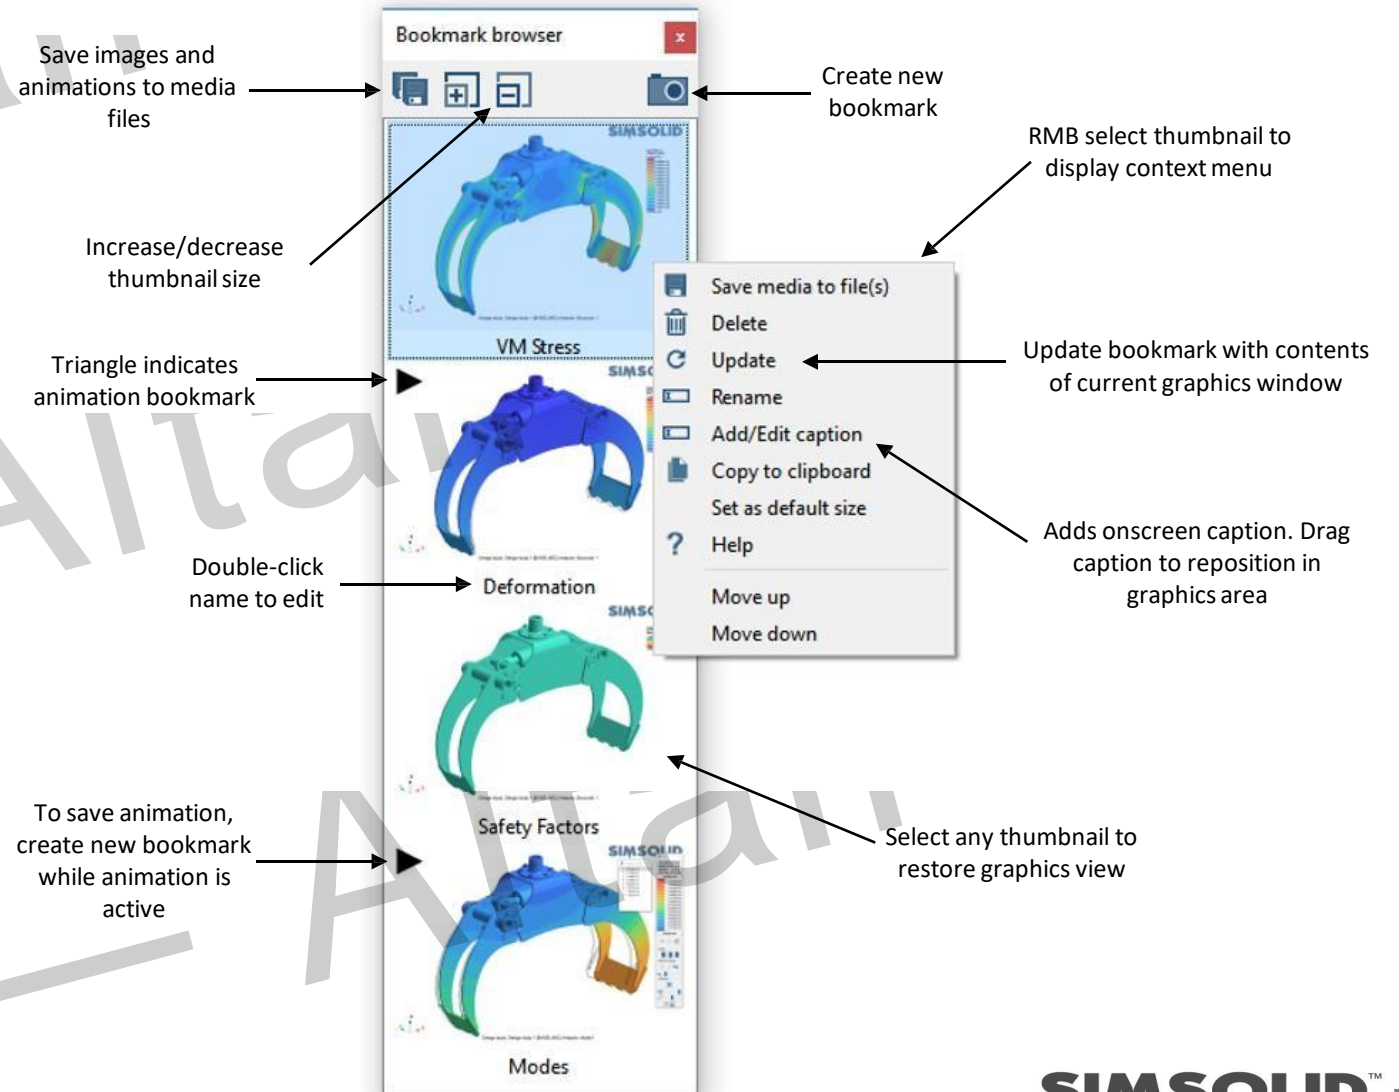 Bookmark browser
x
Save images and
animations to media
files
Create new
bookmark
RMB select thumbnail to
display context menu
SIMSOLID
Increase/decrease
thumbnail size
VM Stress
Save media to file(s)
Delete
Update
Rename
Add/Edit caption
Copy to clipboard
Set as default size
? Help
Move up
Move down
Triangle indicates
animation bookmark
Update bookmark with contents
of current graphics window
Adds onscreen caption. Drag
caption to reposition in
graphics area
Double-click
name to edit
Deformation
Safety Factors
To save animation,
create new bookmark
while animation is
active
SIMSOLID
Select any thumbnail to
restore graphics view
Modes
SIMSOLID™